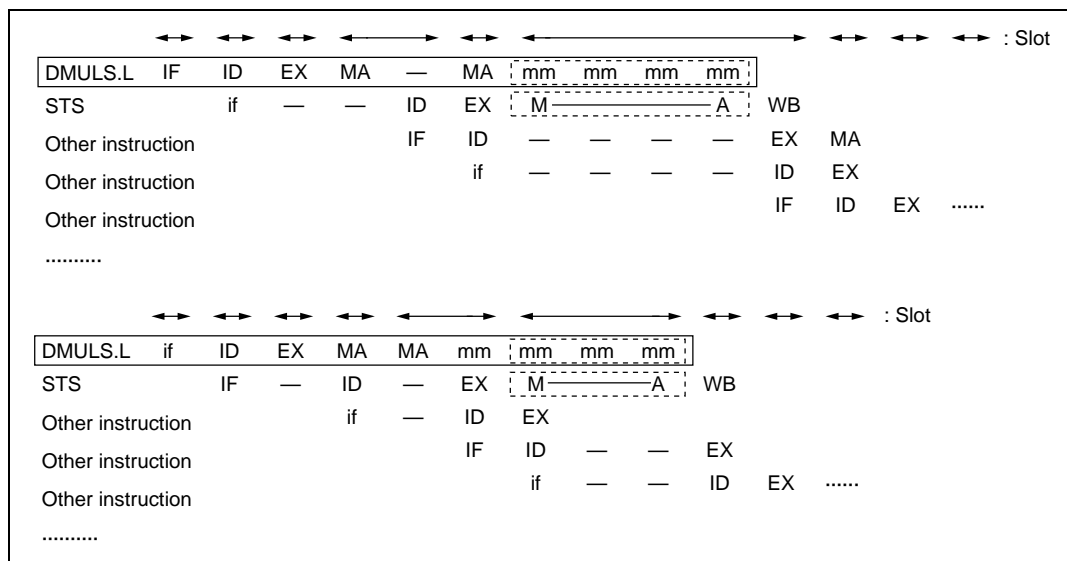 : Slot
DMULS.L IF ID EX MA — MA mm mm mm mm
STS if — — ID EX M A WB
Other instruction IF ID — — — — EX MA
Other instruction if — — — — ID EX
Other instruction IF ID EX ......
..........
: Slot
DMULS.L if ID EX MA MA mm mm mm mm
STS IF — ID — EX M A WB
Other instruction if — ID EX
Other instruction IF ID — — EX
Other instruction if — — ID EX ......
..........